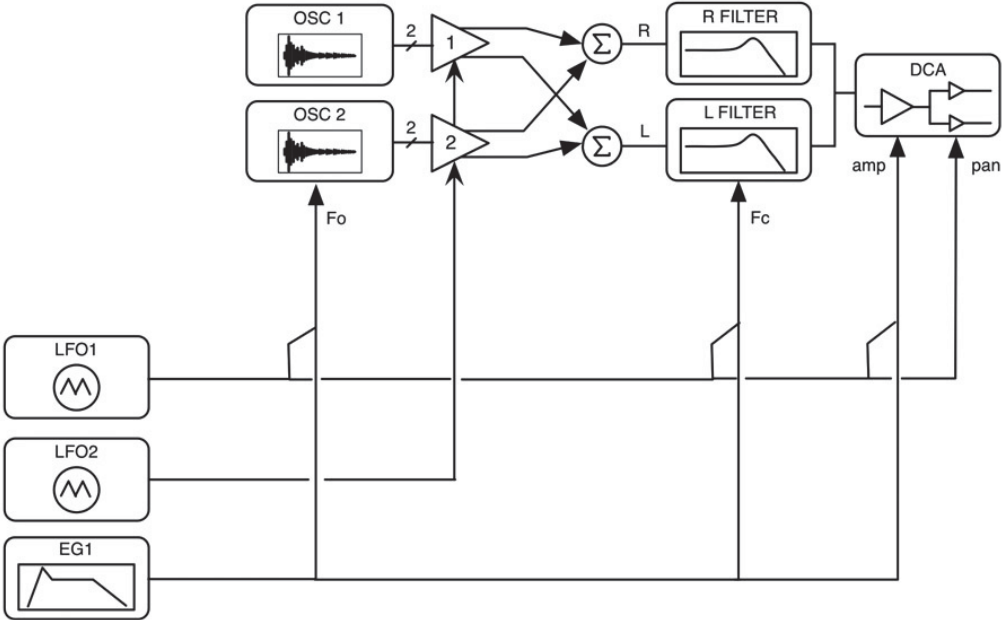 OSC 1
2
1
Σ
R
R FILTER
DCA
OSC 2
2
2
Σ
L
L FILTER
amp
pan
Fo
Fc
LFO1
LFO2
EG1